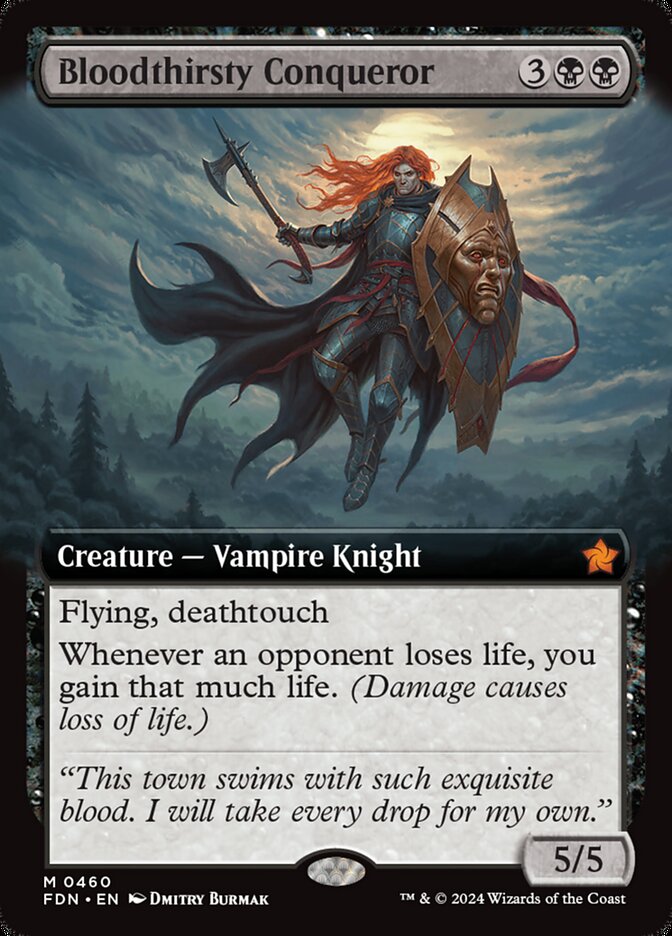 Bloodthirsty Conqueror 3
Creature — Vampire Knight
Flying, deathtouch
Whenever an opponent loses life, you
gain that much life. (Damage causes
loss of life.)
“This town swims with such exquisite
blood. I will take every drop for my own.”
5/5
M 0460
FDN • EN Dmitry Burmak
™ & © 2024 Wizards of the Coast